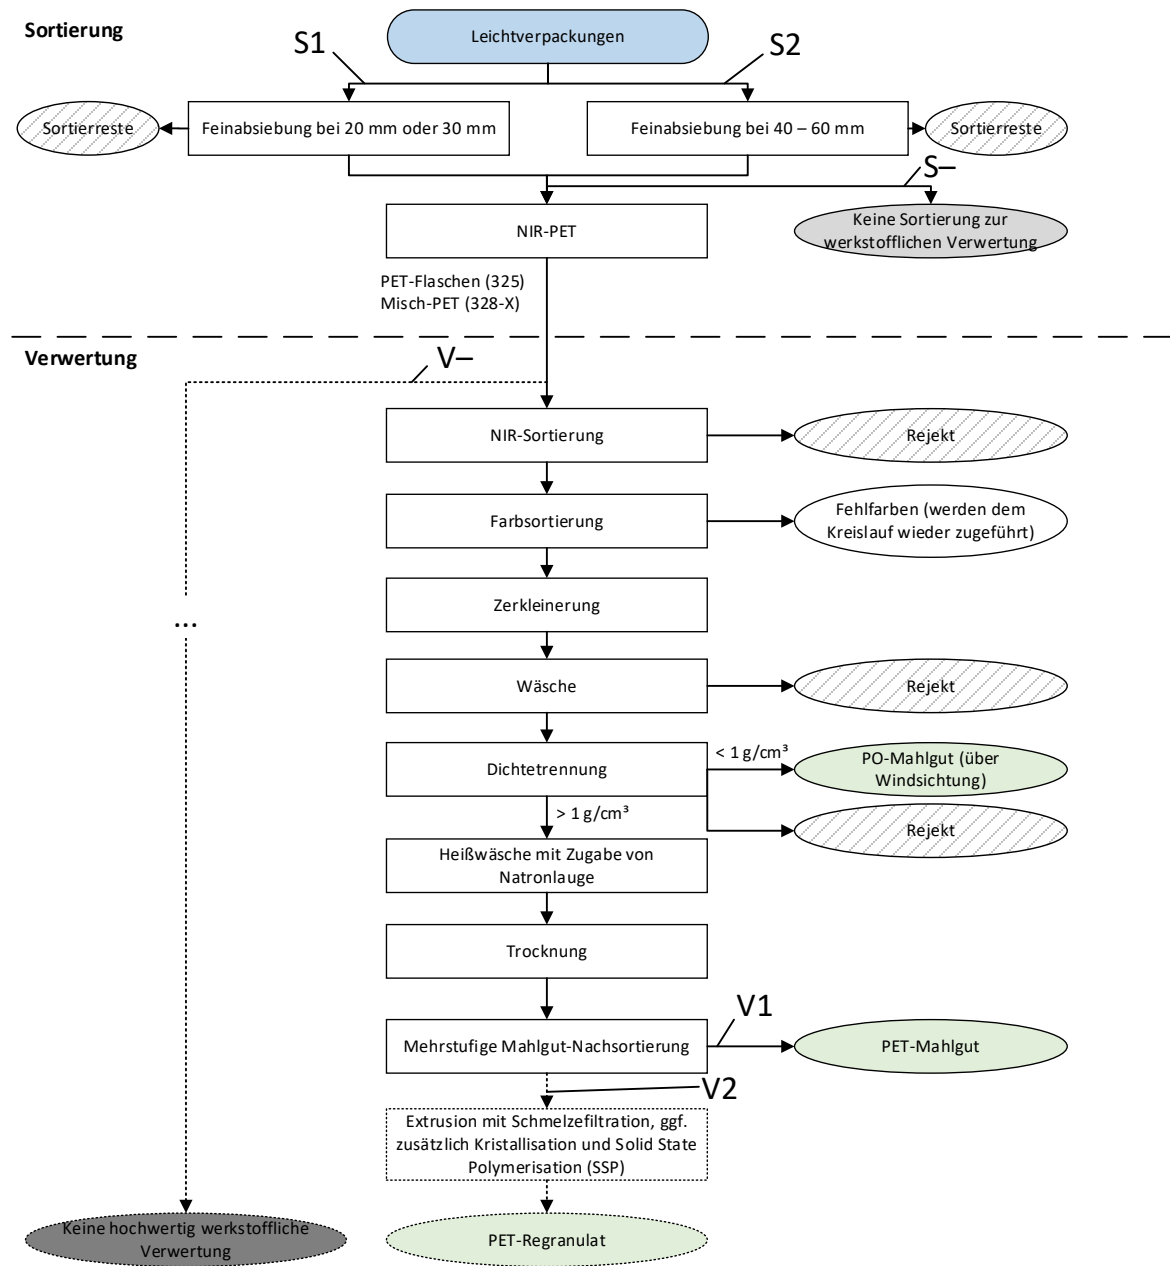 Sortierung
Leichtverpackungen
S1
S2
Sortierreste
Feinabsiebung bei 20 mm oder 30 mm
Feinabsiebung bei 40 – 60 mm
Sortierreste
S–
NIR-PET
Keine Sortierung zur
werkstofflichen Verwertung
PET-Flaschen (325)
Misch-PET (328-X)
Verwertung
V–
NIR-Sortierung
Rejekt
Farbsortierung
Fehlfarben (werden dem
Kreislauf wieder zugeführt)
Zerkleinerung
...
Wäsche
Rejekt
Dichtetrennung
< 1 g/cm³
PO-Mahlgut (über
Windsichtung)
> 1 g/cm³
Rejekt
Heißwäsche mit Zugabe von
Natronlauge
Trocknung
V1
Mehrstufige Mahlgut-Nachsortierung
PET-Mahlgut
V2
Extrusion mit Schmelzefiltration, ggf.
zusätzlich Kristallisation und Solid State
Polymerisation (SSP)
Keine hochwertig werkstoffliche
Verwertung
PET-Regranulat